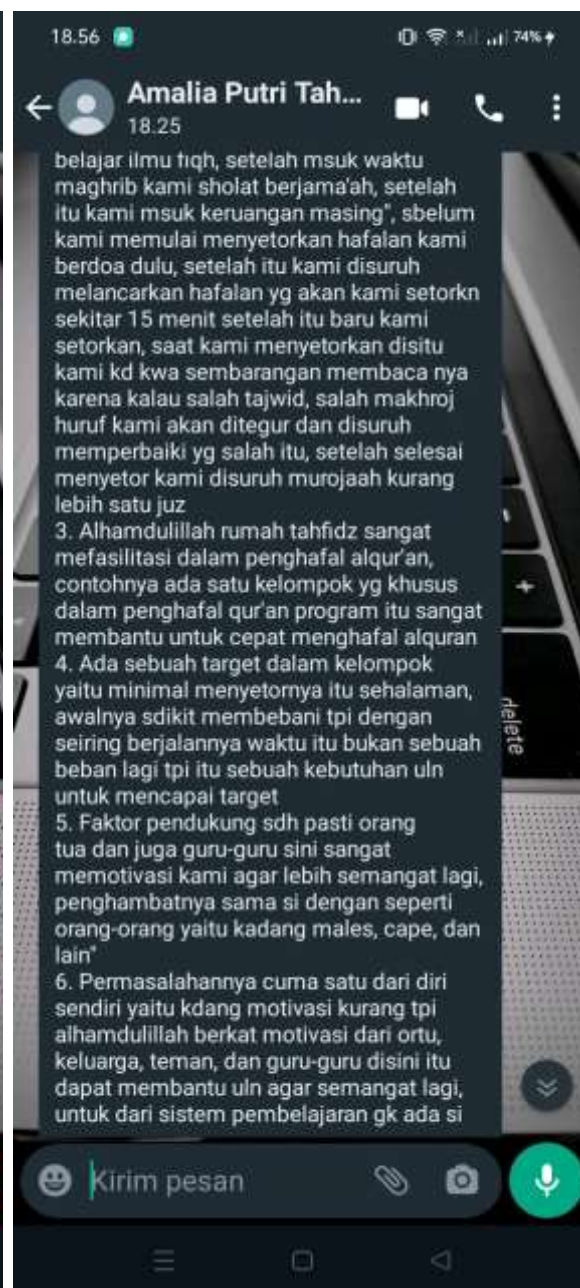 18.56
74%
Amalia Putri Tah...
18.25
belajar ilmu fiqh, setelah msuk waktu
maghrib kami sholat berjama'ah, setelah
itu kami msuk keruangan masing", sbelum
kami memulai menyetorkan hafalan kami
berdoa dulu, setelah itu kami disuruh
melancarkan hafalan yg akan kami setorkn
sekitar 15 menit setelah itu baru kami
setorkan, saat kami menyetorkan disitu
kami kd kwa sembarangan membaca nya
karena kalau salah tajwid, salah makhroj
huruf kami akan ditegur dan disuruh
memperbaiki yg salah itu, setelah selesai
menyetor kami disuruh murojaah kurang
lebih satu juz
3. Alhamdulillah rumah tahfidz sangat
mefasilitasi dalam penghafal alqur'an,
contohnya ada satu kelompok yg khusus
dalam penghafal qur'an program itu sangat
membantu untuk cepat menghafal alquran
4. Ada sebuah target dalam kelompok
yaitu minimal menyetornya itu sehalaman,
awalnya sdikit membebani tpi dengan
seiring berjalannya waktu itu bukan sebuah
beban lagi tpi itu sebuah kebutuhan uln
untuk mencapai target
5. Faktor pendukung sdh pasti orang
tua dan juga guru-guru sini sangat
memotivasi kami agar lebih semangat lagi,
penghambatnya sama si dengan seperti
orang-orang yaitu kadang males, cape, dan
lain"
6. Permasalahannya cuma satu dari diri
sendiri yaitu kdang motivasi kurang tpi
alhamdulillah berkat motivasi dari ortu,
keluarga, teman, dan guru-guru disini itu
dapat membantu uln agar semangat lagi,
untuk dari sistem pembelajaran gk ada si
delete
Kirim pesan